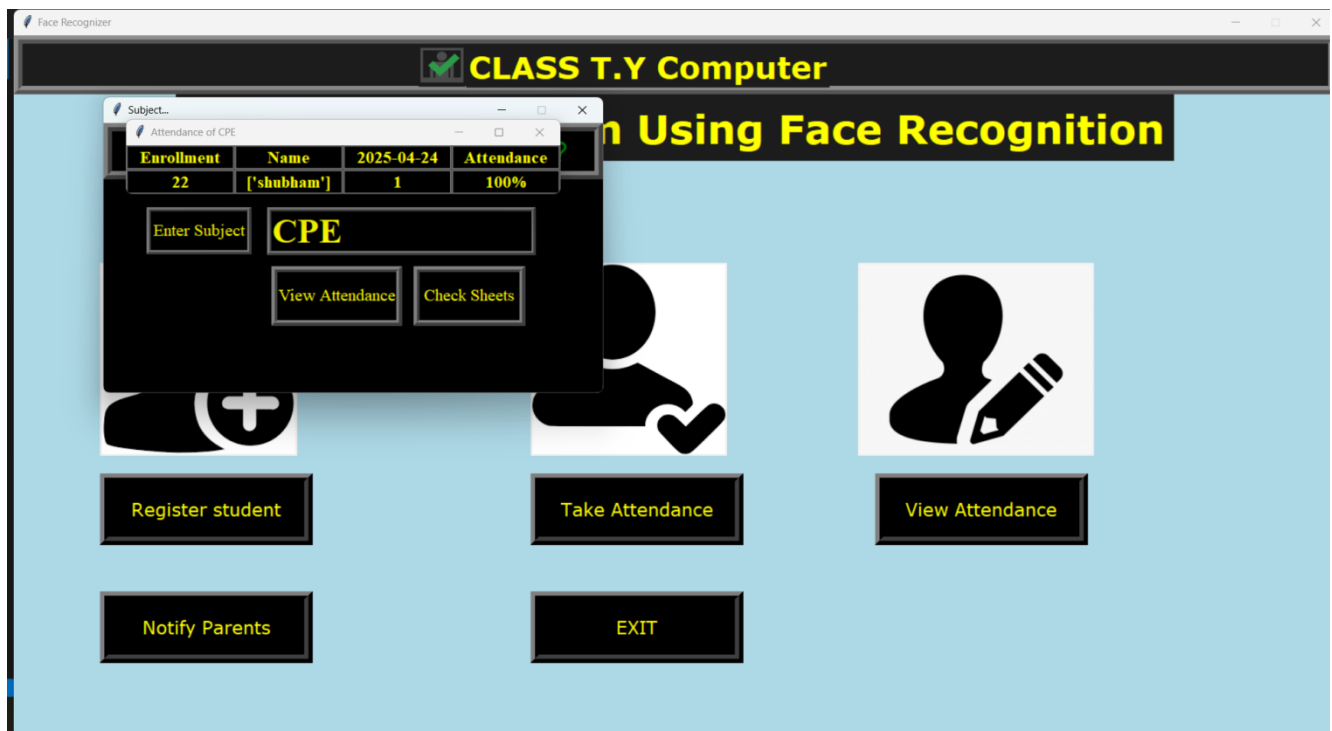 Face Recognizer
CLASS T.Y Computer
Using Face Recognition
Subject...
Attendance of CPE
Enrollment Name 2025-04-24 Attendance
22 ['shubham'] 1 100%
Enter Subject CPE
View Attendance Check Sheets
Register student Take Attendance View Attendance
Notify Parents EXIT